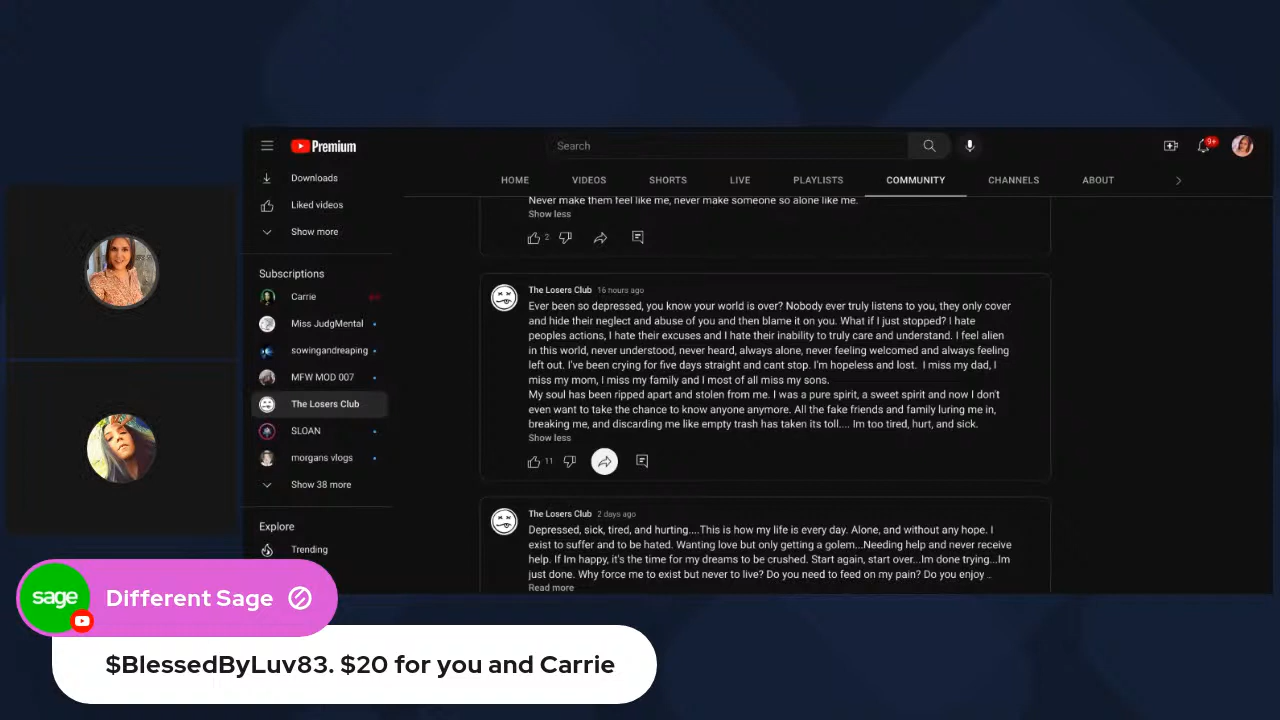 Premium
Search
9+
Downloads
Liked videos
Show more
Subscriptions
Carrie
Miss JudgMental
sowingandreaping
MFW MOD 007
The Losers Club
SLOAN
morgans vlogs
Show 38 more
Explore
Trending
HOME VIDEOS SHORTS LIVE PLAYLISTS COMMUNITY CHANNELS ABOUT
Never make them feel like me, never make someone so alone like me.
Show less
2
The Losers Club 16 hours ago
Ever been so depressed, you know your world is over? Nobody ever truly listens to you, they only cover
and hide their neglect and abuse of you and then blame it on you. What if I just stopped? I hate
peoples actions, I hate their excuses and I hate their inability to truly care and understand. I feel alien
in this world, never understood, never heard, always alone, never feeling welcomed and always feeling
left out. I've been crying for five days straight and cant stop. I'm hopeless and lost. I miss my dad, I
miss my mom, I miss my family and I most of all miss my sons.
My soul has been ripped apart and stolen from me. I was a pure spirit, a sweet spirit and now I don't
even want to take the chance to know anyone anymore. All the fake friends and family luring me in,
breaking me, and discarding me like empty trash has taken its toll.... Im too tired, hurt, and sick.
Show less
11
The Losers Club 2 days ago
Depressed, sick, tired, and hurting....This is how my life is every day. Alone, and without any hope. I
exist to suffer and to be hated. Wanting love but only getting a golem...Needing help and never receive
help. If Im happy, it's the time for my dreams to be crushed. Start again, start over...Im done trying...Im
just done. Why force me to exist but never to live? Do you need to feed on my pain? Do you enjoy ..
Read more
sage
Different Sage
$BlessedByLuv83. $20 for you and Carrie